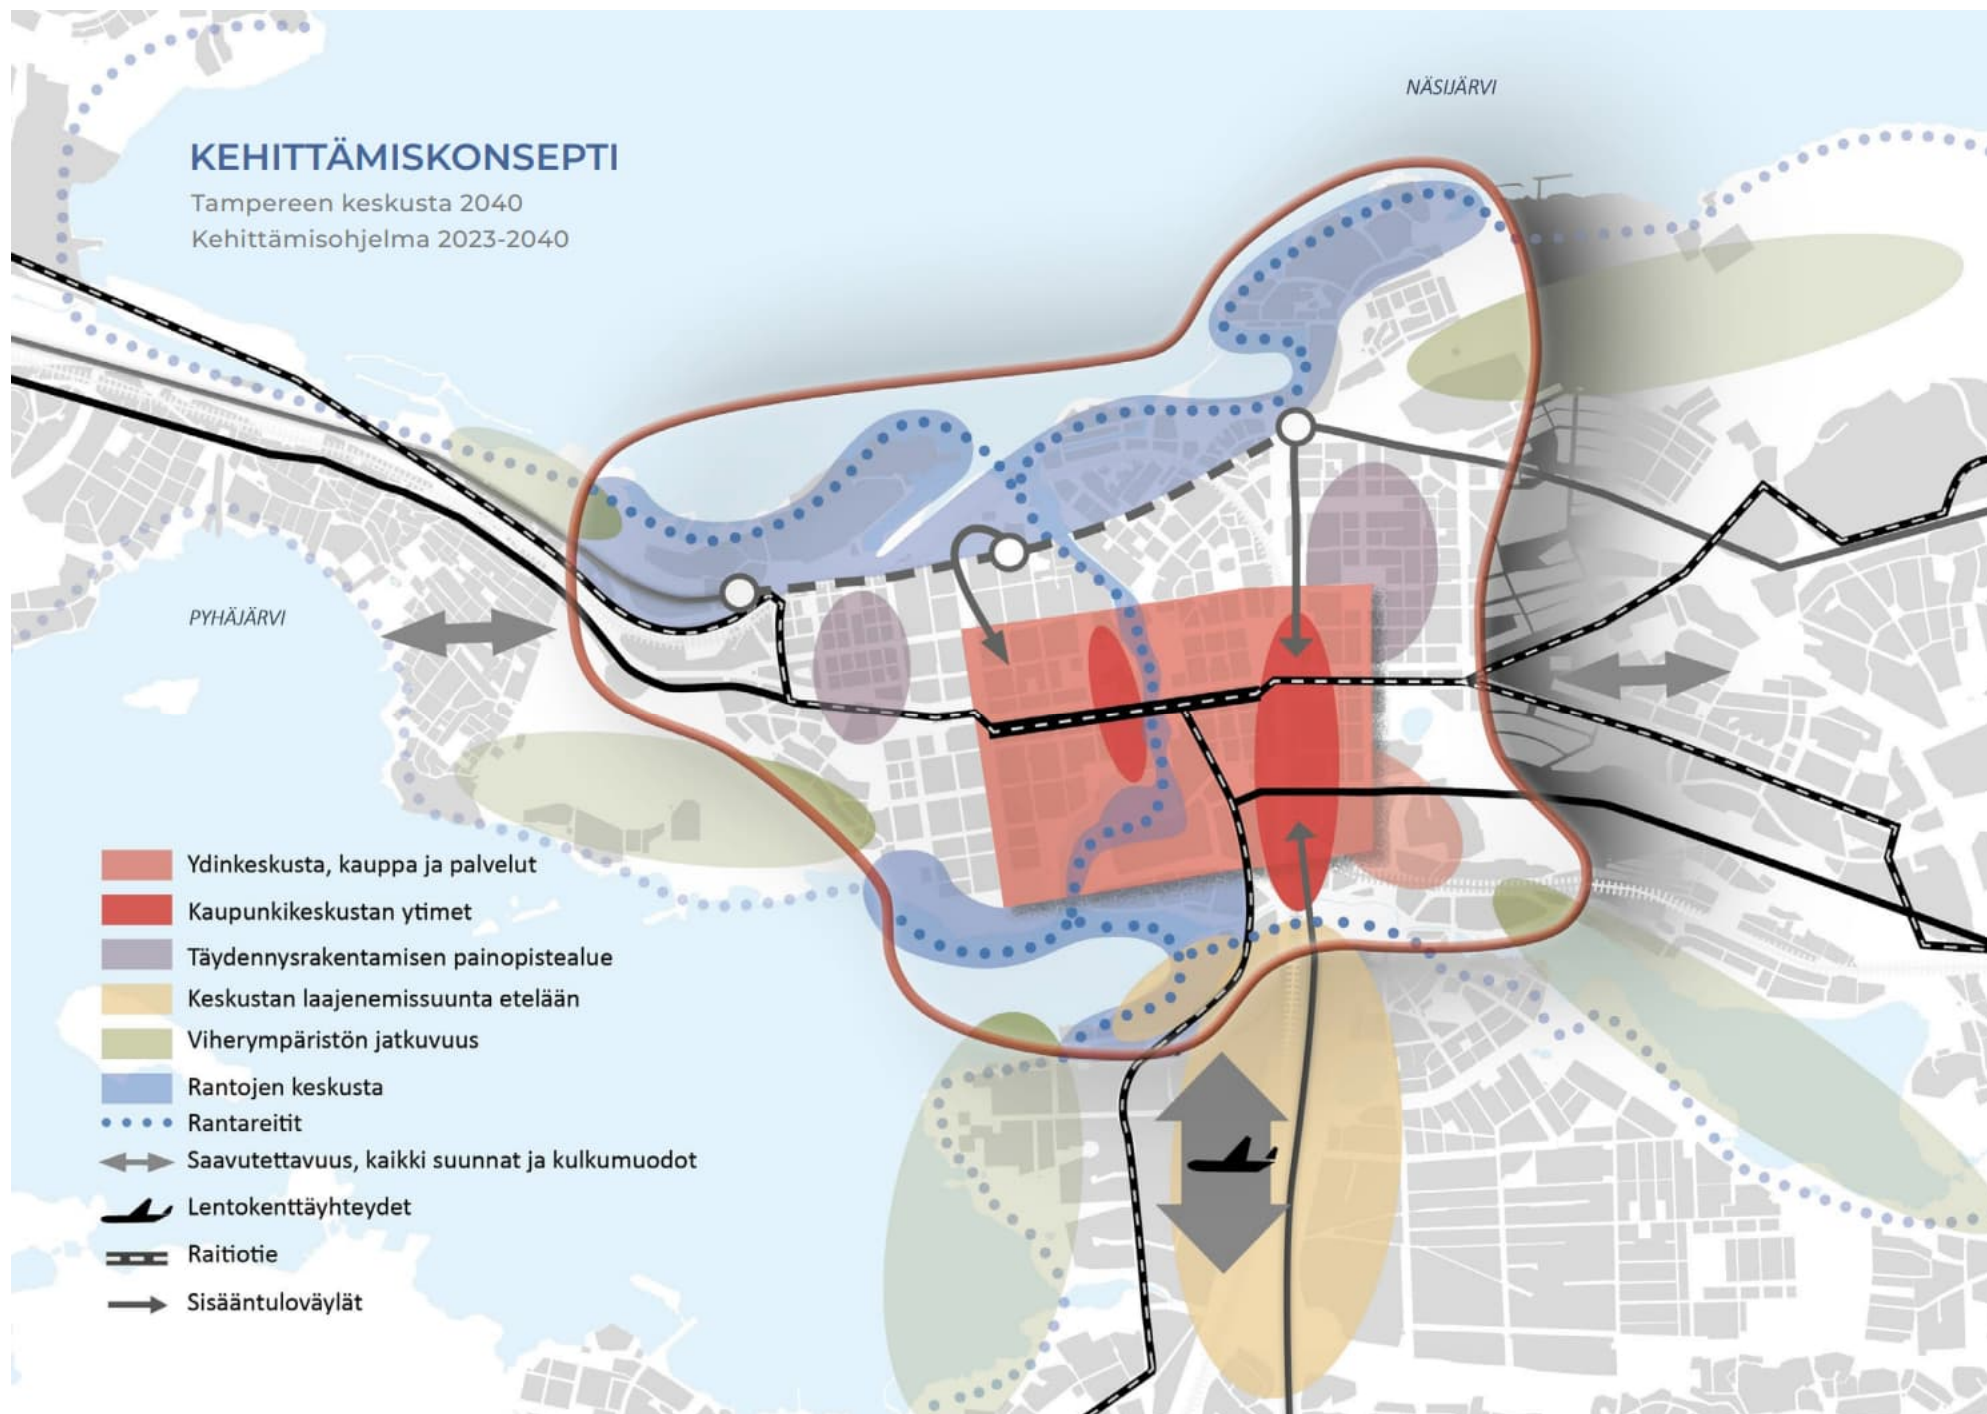 NÄSIJÄRVI
KEHITTÄMISKONSEPTI
Tampereen keskusta 2040
Kehittämisohjelma 2023-2040
PYHÄJÄRVI
Ydinkeskusta, kauppa ja palvelut
Kaupunkikeskustan ytimet
Täydennysrakentamisen painopistealue
Keskustan laajenemissuunta etelään
Viherympäristön jatkuvuus
Rantojen keskusta
Rantareitit
Saavutettavuus, kaikki suunnat ja kulkumuodot
Lentokenttäyhteydet
Raitiotie
Sisääntuloväylät